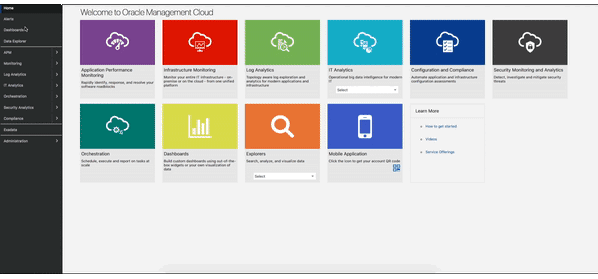 Home
Alerts
Dashboards
Data Explorer
APM
Monitoring
Log Analytics
IT Analytics
Orchestration
Security Analytics
Compliance
Exadata
Administration
Welcome to Oracle Management Cloud
Application Performance
Monitoring
Rapidly identify, response, and resolve your
software roadblocks
Infrastructure Monitoring
Monitor your entire IT infrastructure - on-
premise or on the cloud - from one unified
platform
Log Analytics
Topology aware log exploration and
analytics for modern applications and
infrastructure
IT Analytics
Operational big data intelligence for modern
IT
Select
Configuration and Compliance
Automate application and infrastructure
configuration assessments
Security Monitoring and Analytics
Detect, investigate and mitigate security
threats
Orchestration
Schedule, execute and report on tasks at
scale
Dashboards
Build custom dashboards using out-of-the-
box widgets or your own visualization of
data
Explorers
Search, analyze, and visualize data
Select
Mobile Application
Click the icon to get your account QR code.
Learn More
How to get started
Videos
Service Offerings